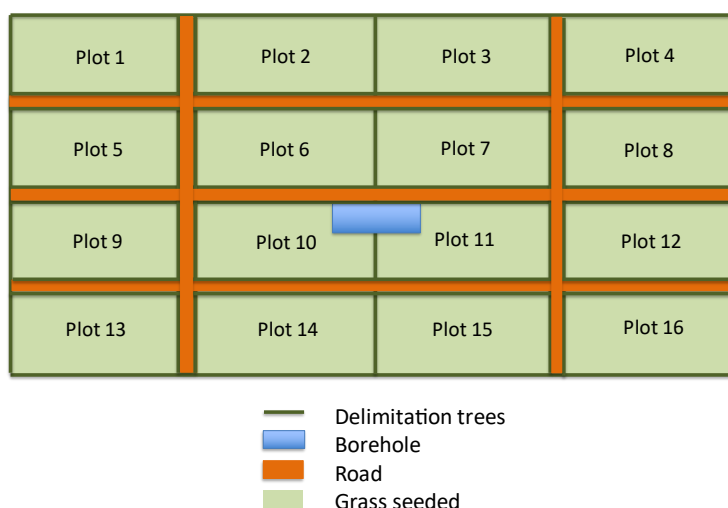 Plot 1
Plot 2
Plot 3
Plot 4
Plot 5
Plot 6
Plot 7
Plot 8
Plot 9
Plot 10
Plot 11
Plot 12
Plot 13
Plot 14
Plot 15
Plot 16
Delimitation trees
Borehole
Road
Grass seeded